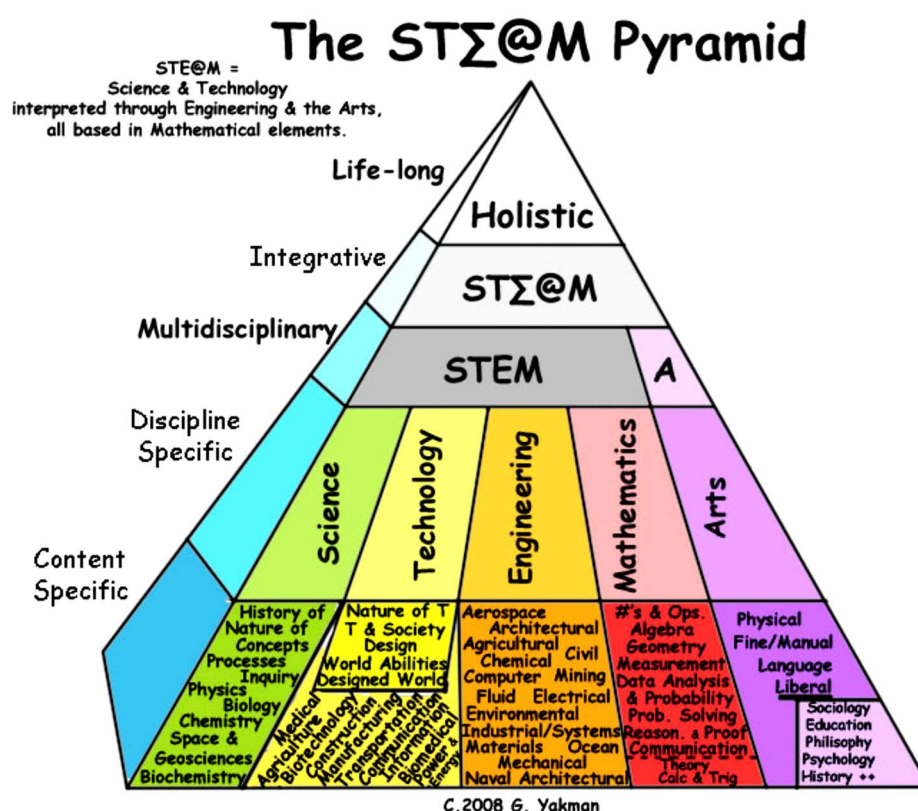 The ST∑@M Pyramid
STE@M =
Science & Technology
interpreted through Engineering & the Arts,
all based in Mathematical elements.
Life-long
Holistic
Integrative
ST∑@M
Multidisciplinary
STEM
A
Discipline
Specific
Science
Technology
Engineering
Mathematics
Arts
Content
Specific
History of
Nature of
Concepts
Processes
Inquiry
Physics
Biology
Chemistry
Space &
Geosciences
Biochemistry
Nature of T
T & Society
Design
World Abilities
Designed World
Medical
Agriculture
Biotechnology
Construction
Manufacturing
Transportation
Communication
Information
Biomedical
Power &
Energy
Aerospace
Architectural
Agricultural
Civil
Chemical
Computer Mining
Fluid Electrical
Environmental
Industrial/Systems
Materials Ocean
Mechanical
Naval Architectural
#'s & Ops.
Algebra
Geometry
Measurement
Data Analysis
& Probability
Prob. Solving
Reason. & Proof
Communication
Theory
Calc & Trig
Physical
Fine/Manual
Language
Liberal
Sociology
Education
Philisophy
Psychology
History ++
C.2008 G. Yakman